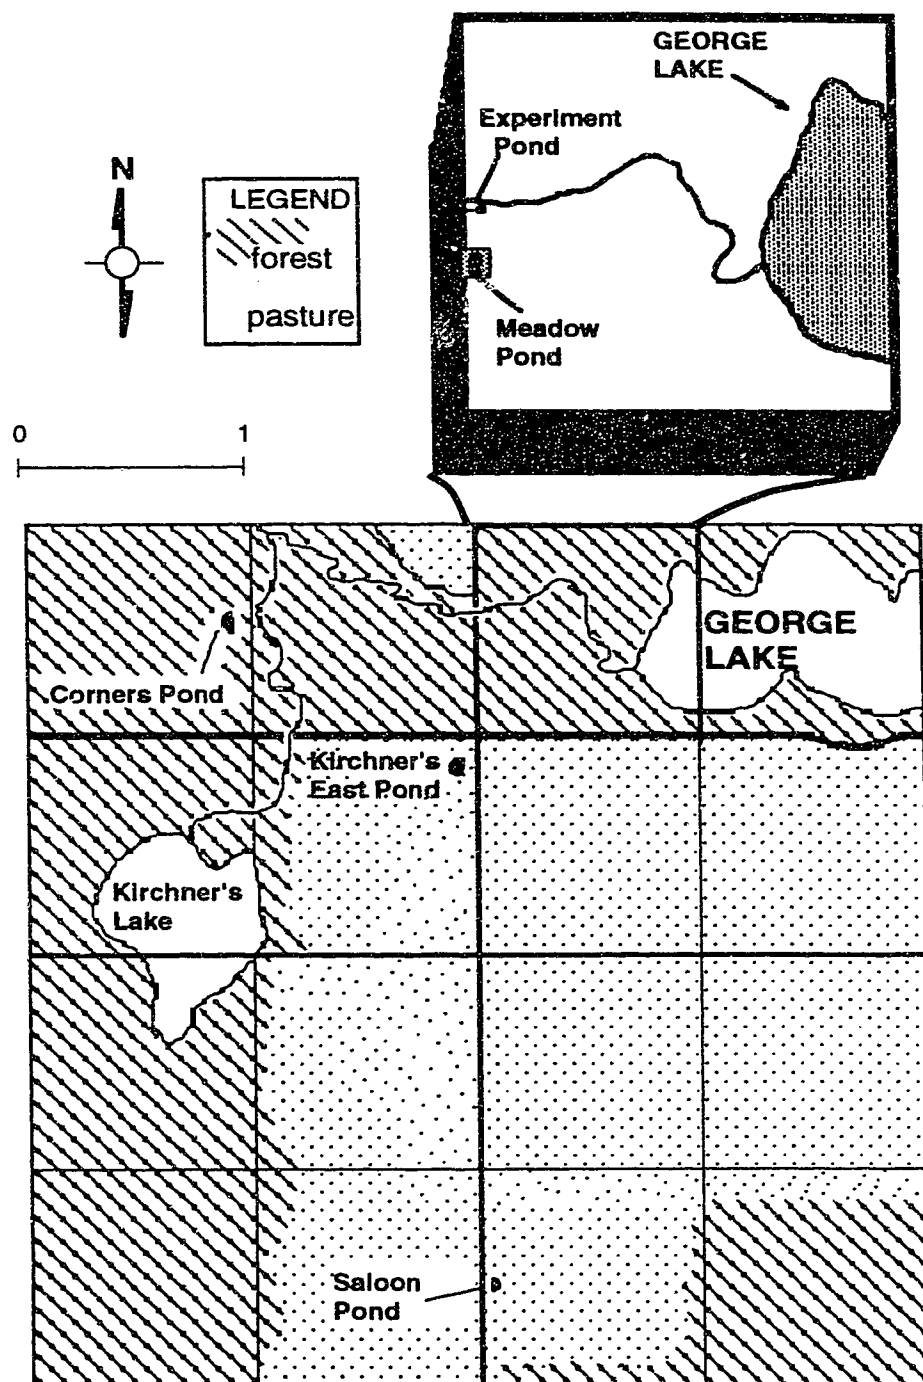 GEORGE
LAKE
Experiment
Pond
Meadow
Pond
N
LEGEND
forest
pasture
0 1
GEORGE
LAKE
Corners Pond
Kirchner's
East Pond
Kirchner's
Lake
Saloon
Pond